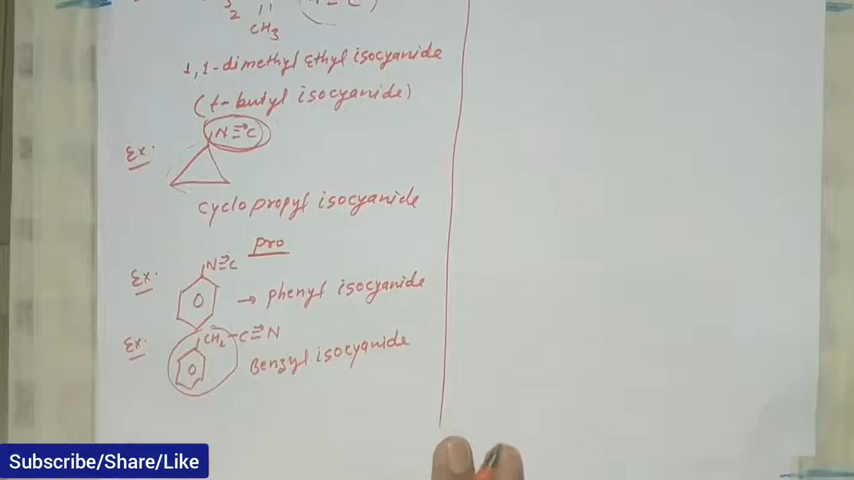 CH3
1,1-dimethyl Ethyl isocyanide
(t-butyl isocyanide)
Ex. N≡C
cyclopropyl isocyanide
pro
Ex. N≡C
→ phenyl isocyanide
Ex. CH2-C≡N
Benzyl isocyanide
Subscribe/Share/Like